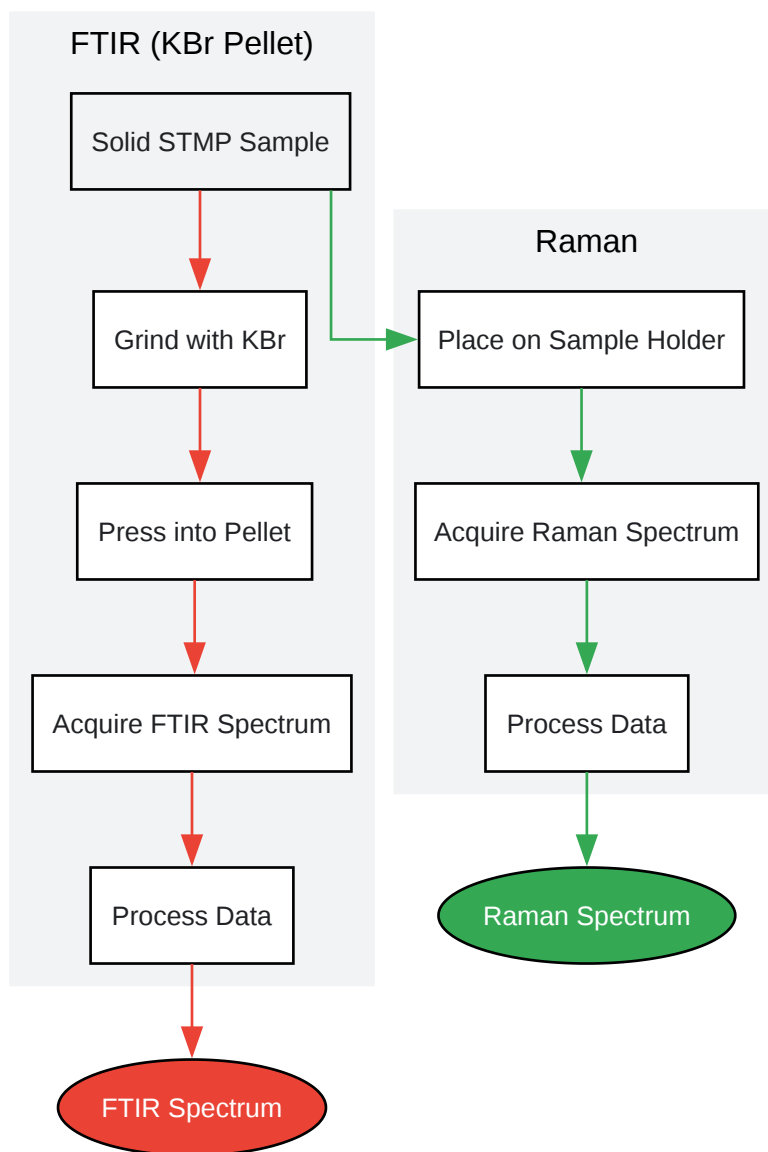 FTIR (KBr Pellet)
Solid STMP Sample
Grind with KBr
Press into Pellet
Acquire FTIR Spectrum
Process Data
FTIR Spectrum
Raman
Place on Sample Holder
Acquire Raman Spectrum
Process Data
Raman Spectrum